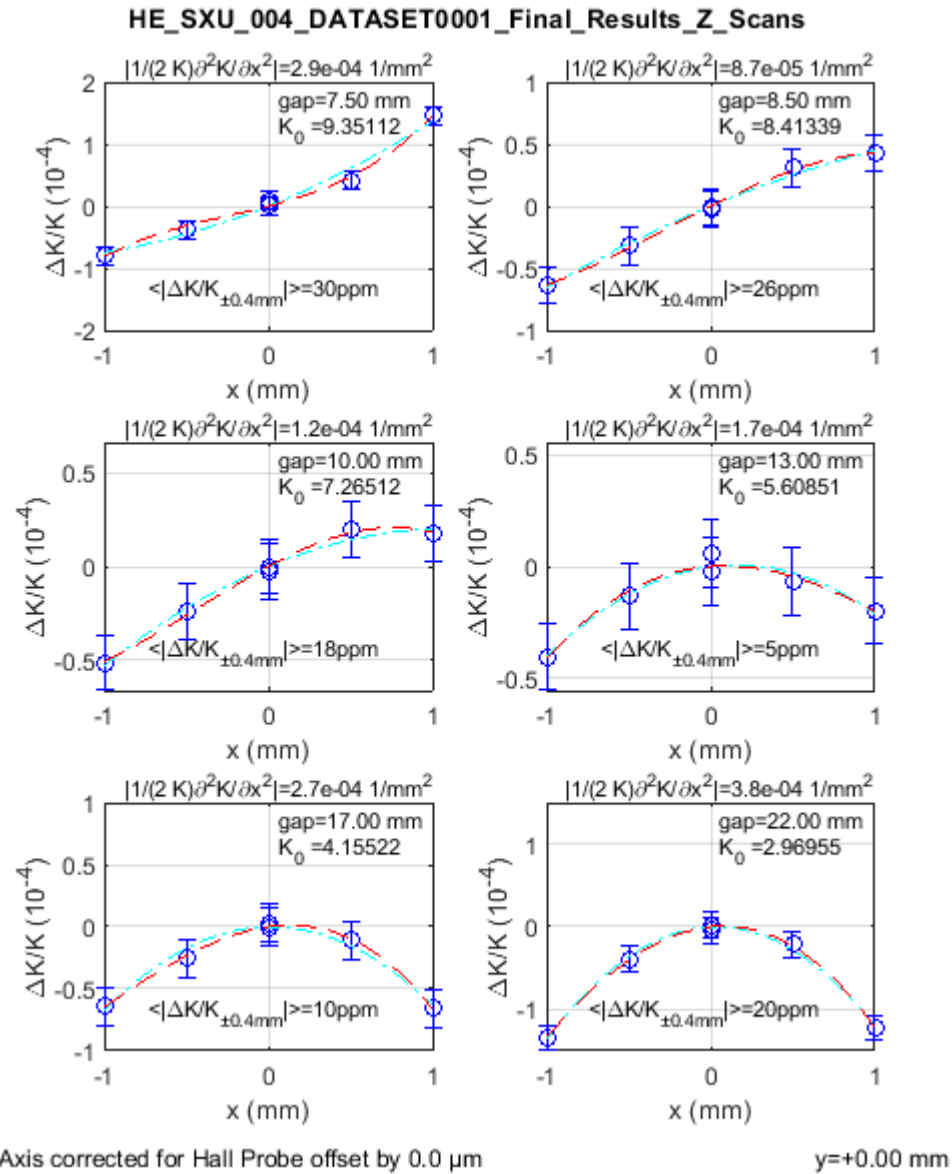 HE_SXU_004_DATASET0001_Final_Results_Z_Scans
|1/(2 K)∂²K/∂x²|=2.9e-04 1/mm²
gap=7.50 mm
K₀ =9.35112
<|ΔK/K±0.4mm|>=30ppm
ΔK/K (10⁻⁴)
2
1
0
-1
-2
-1 0 1
x (mm)
|1/(2 K)∂²K/∂x²|=8.7e-05 1/mm²
gap=8.50 mm
K₀ =8.41339
<|ΔK/K±0.4mm|>=26ppm
ΔK/K (10⁻⁴)
1
0.5
0
-0.5
-1
-1 0 1
x (mm)
|1/(2 K)∂²K/∂x²|=1.2e-04 1/mm²
gap=10.00 mm
K₀ =7.26512
<|ΔK/K±0.4mm|>=18ppm
ΔK/K (10⁻⁴)
0.5
0
-0.5
-1 0 1
x (mm)
|1/(2 K)∂²K/∂x²|=1.7e-04 1/mm²
gap=13.00 mm
K₀ =5.60851
<|ΔK/K±0.4mm|>=5ppm
ΔK/K (10⁻⁴)
0.5
0
-0.5
-1 0 1
x (mm)
|1/(2 K)∂²K/∂x²|=2.7e-04 1/mm²
gap=17.00 mm
K₀ =4.15522
<|ΔK/K±0.4mm|>=10ppm
ΔK/K (10⁻⁴)
1
0.5
0
-0.5
-1
-1 0 1
x (mm)
|1/(2 K)∂²K/∂x²|=3.8e-04 1/mm²
gap=22.00 mm
K₀ =2.96955
<|ΔK/K±0.4mm|>=20ppm
ΔK/K (10⁻⁴)
1
0
-1
-1 0 1
x (mm)
Axis corrected for Hall Probe offset by 0.0 μm
y=+0.00 mm